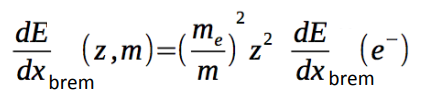 dE/dx_brem (z,m)=(m_e/m)^2 z^2 dE/dx_brem (e^-)